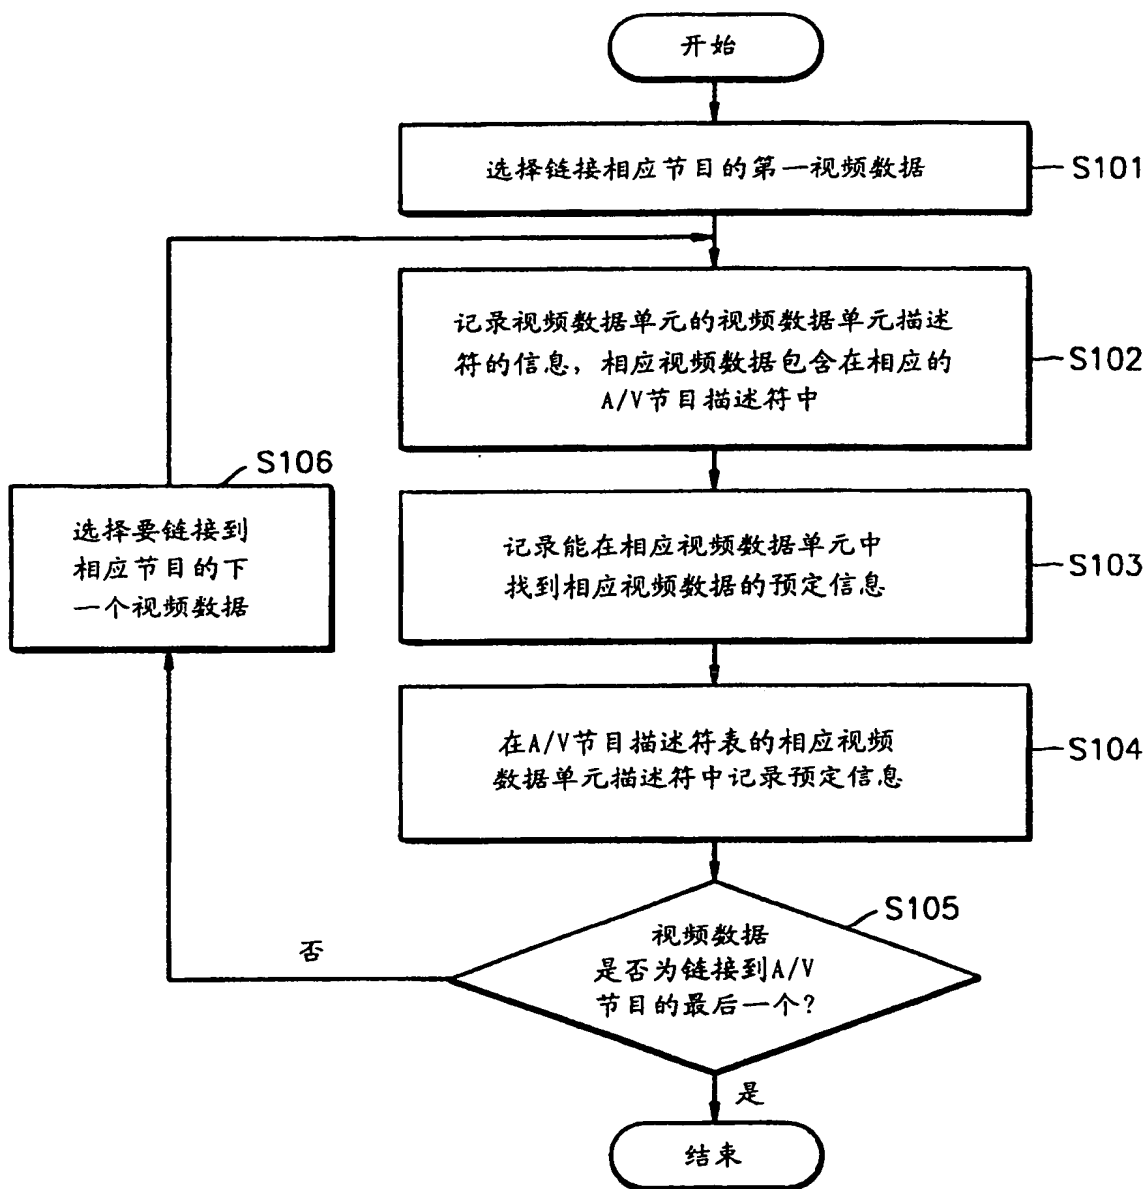 开始
选择链接相应节目的第一视频数据
S101
记录视频数据单元的视频数据单元描述
符的信息，相应视频数据包含在相应的
A/V节目描述符中
S102
S106
选择要链接到
相应节目的下
一个视频数据
记录能在相应视频数据单元中
找到相应视频数据的预定信息
S103
在A/V节目描述符表的相应视频
数据单元描述符中记录预定信息
S104
S105
视频数据
是否为链接到A/V
节目的最后一个?
否
是
结束